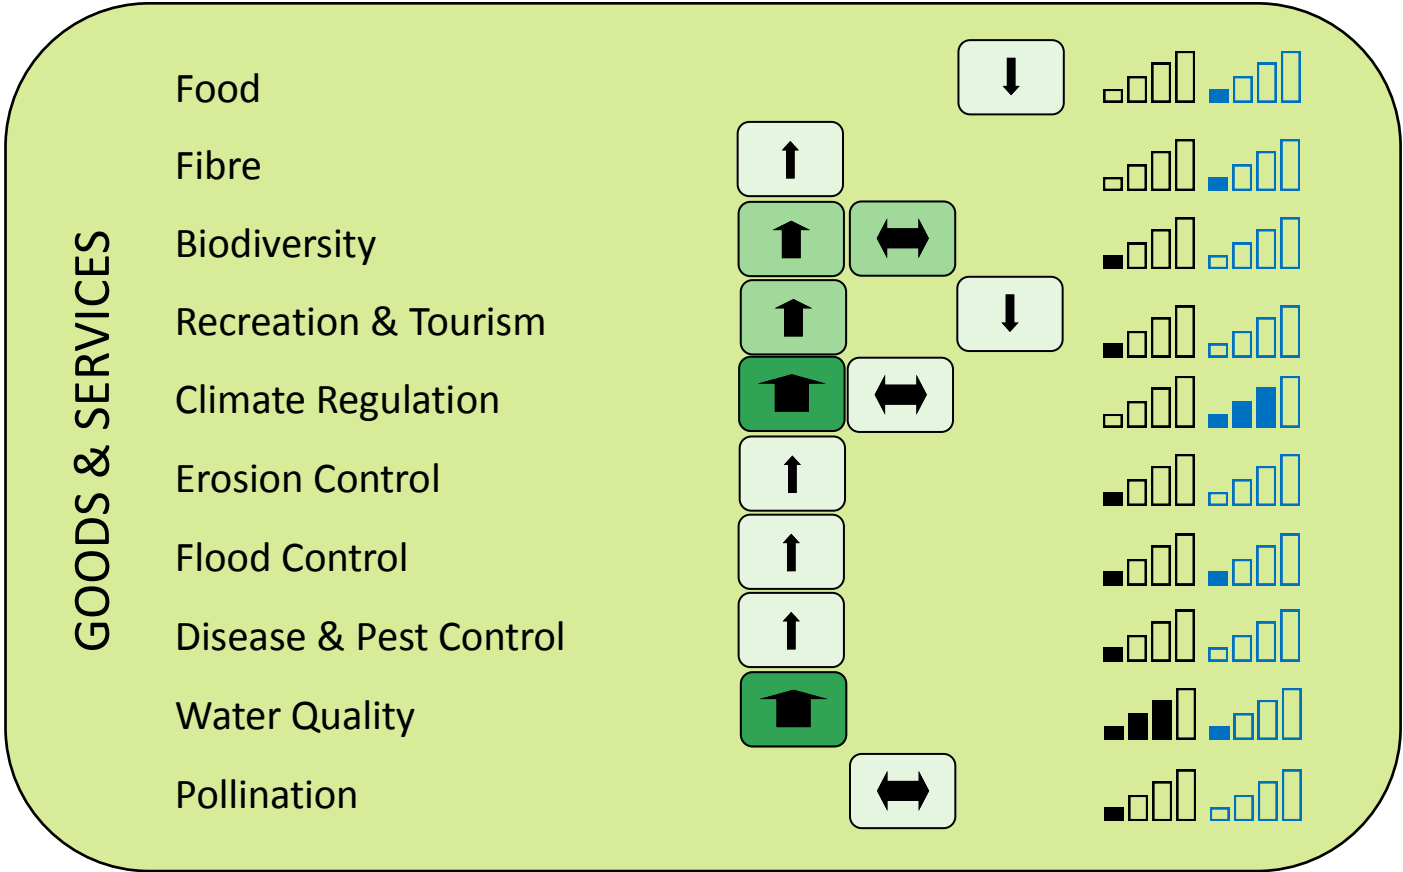 GOODS & SERVICES
Food
Fibre
Biodiversity
Recreation & Tourism
Climate Regulation
Erosion Control
Flood Control
Disease & Pest Control
Water Quality
Pollination